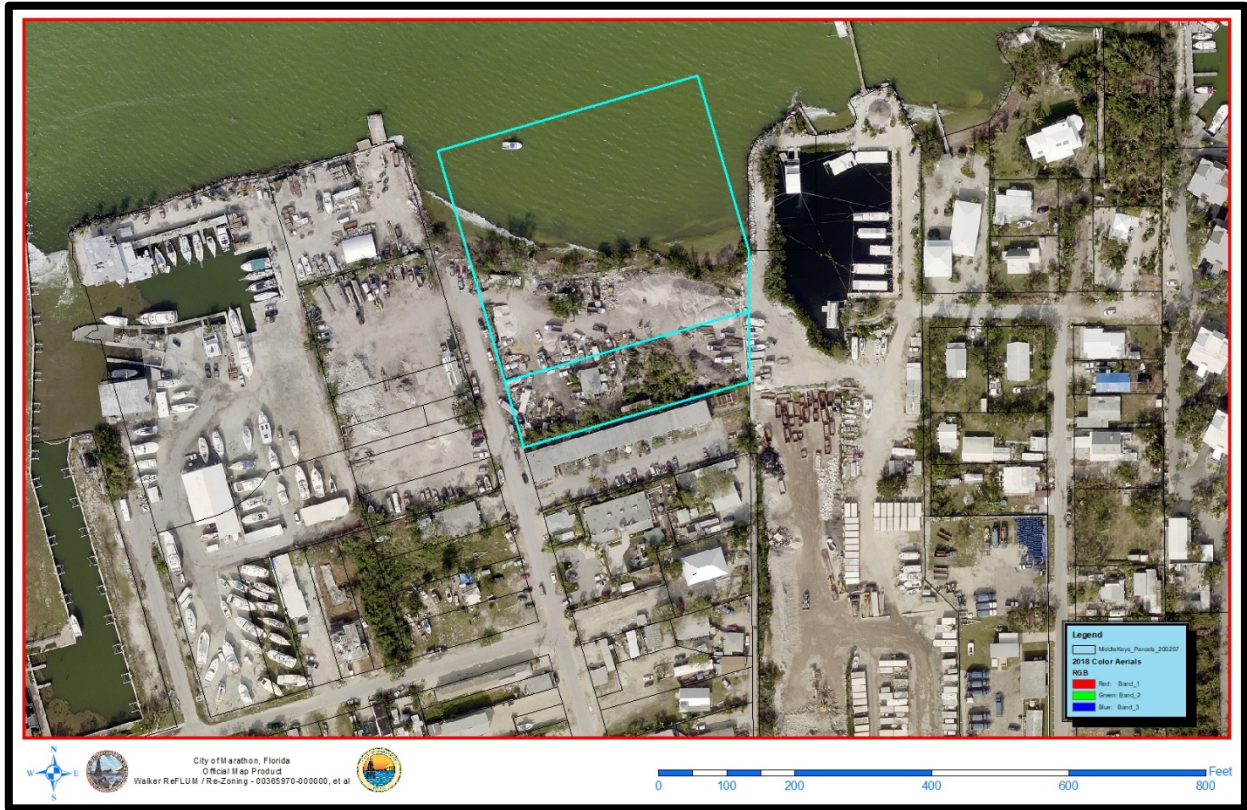 Legend
MiddleKeys_Parcels_200207
2018 Color Aerials
RGB
Red: Band_1
Green: Band_2
Blue: Band_3
N
W E
S
City of Marathon, Florida
Official Map Product
Walker ReFLUM / Re-Zoning - 00365970-000000, et al
Feet
0 100 200 400 600 800